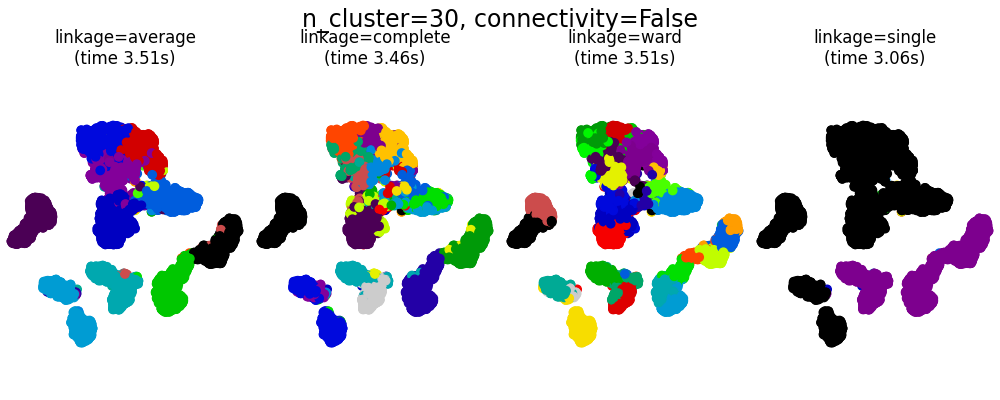 n_cluster=30, connectivity=False
linkage=average
(time 3.51s)
linkage=complete
(time 3.46s)
linkage=ward
(time 3.51s)
linkage=single
(time 3.06s)